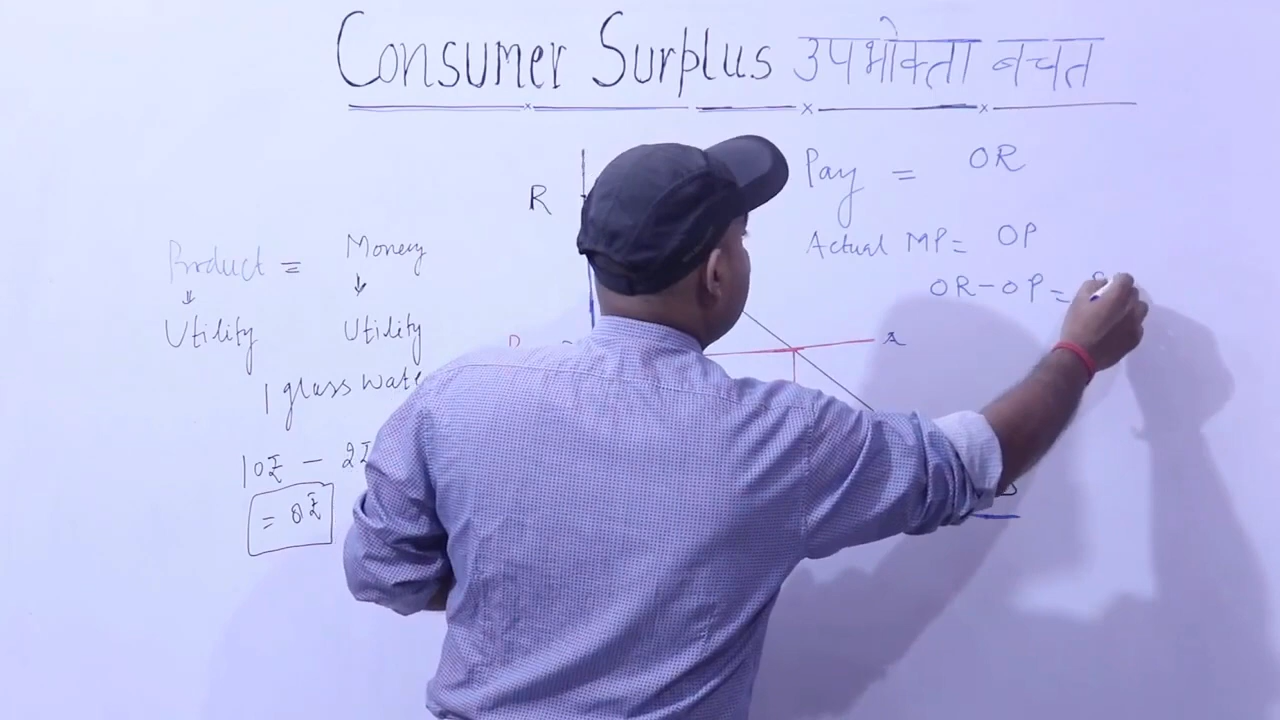 Consumer Surplus उपभोक्ता बचत
Pay = OR
R
Actual MP = OP
Product = Money
OR-OP=
Utility Utility
A
1 glass
10₹ - 2₹
= 8₹